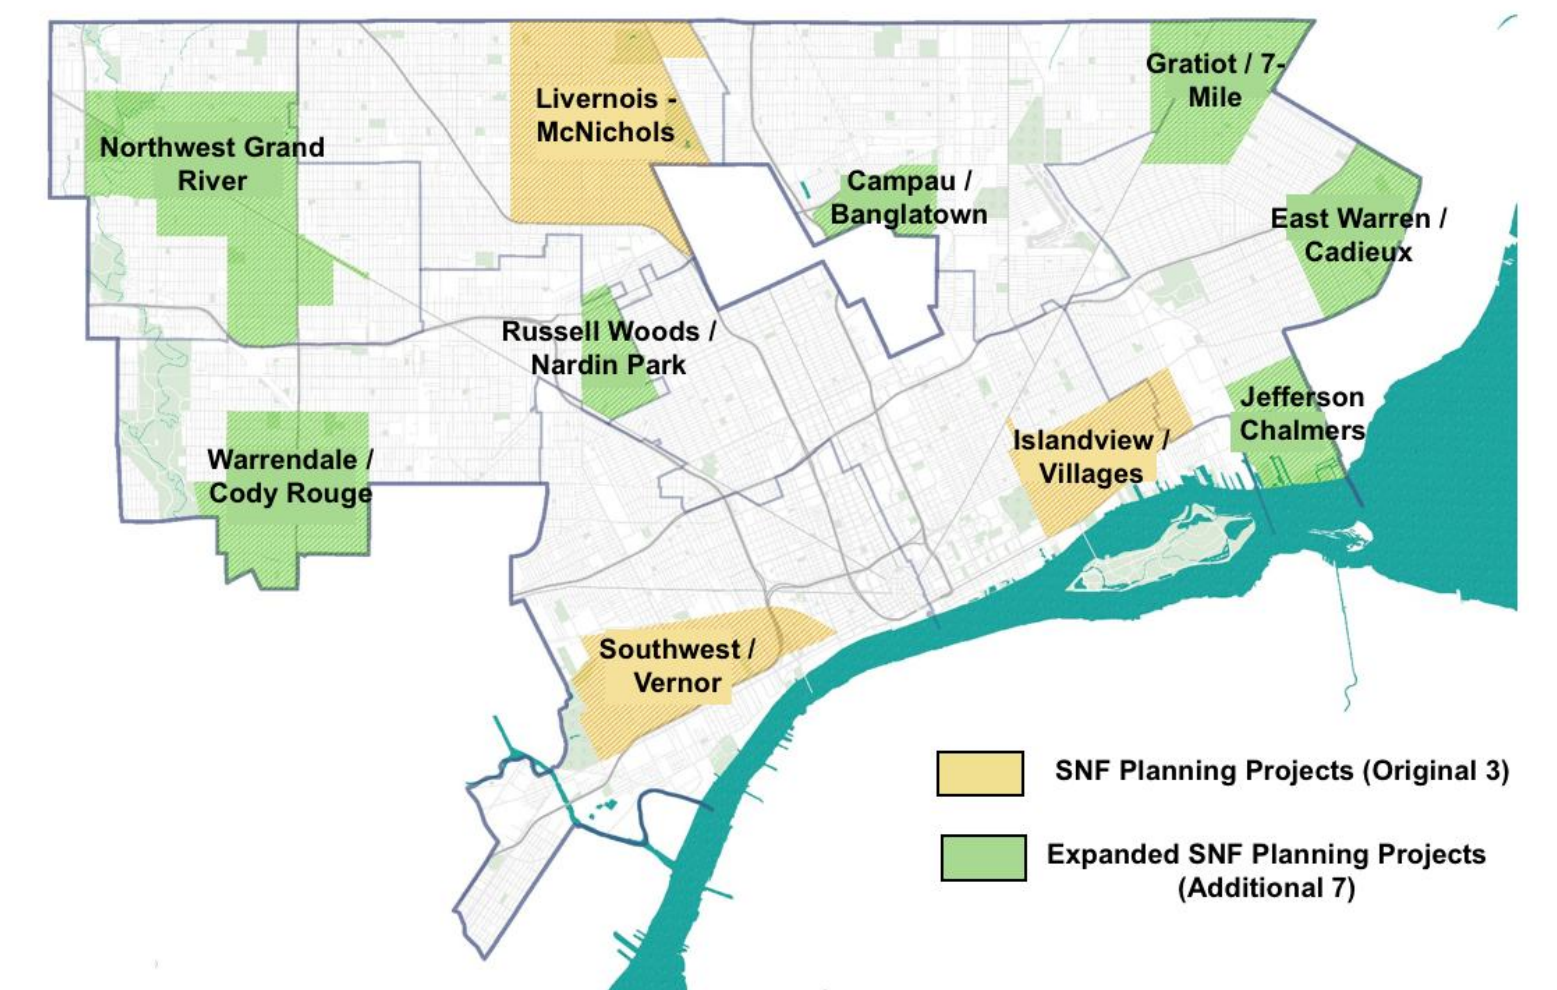 Gratiot / 7-
Mile
Livernois -
McNichols
Northwest Grand
River
Campau /
Banglatown
East Warren /
Cadieux
Russell Woods /
Nardin Park
Jefferson
Chalmers
Islandview /
Villages
Warrendale /
Cody Rouge
Southwest /
Vernor
SNF Planning Projects (Original 3)
Expanded SNF Planning Projects
(Additional 7)